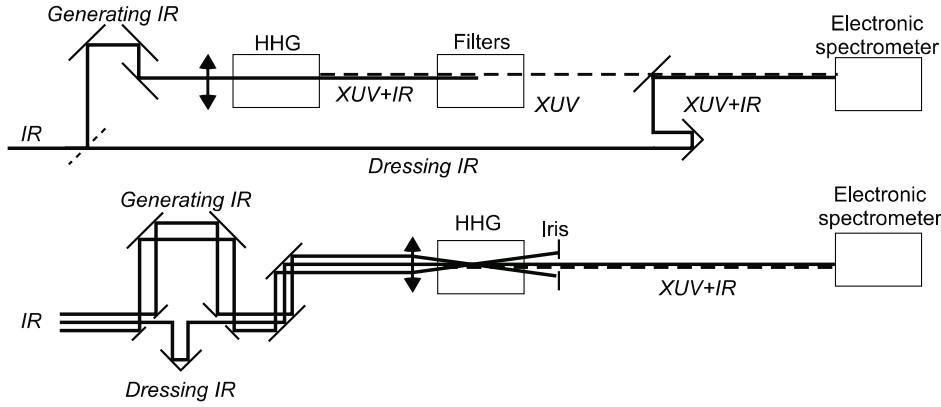 Generating IR
HHG
Filters
Electronic
spectrometer
XUV+IR
XUV
XUV+IR
IR
Dressing IR
Generating IR
HHG
Iris
Electronic
spectrometer
XUV+IR
IR
Dressing IR